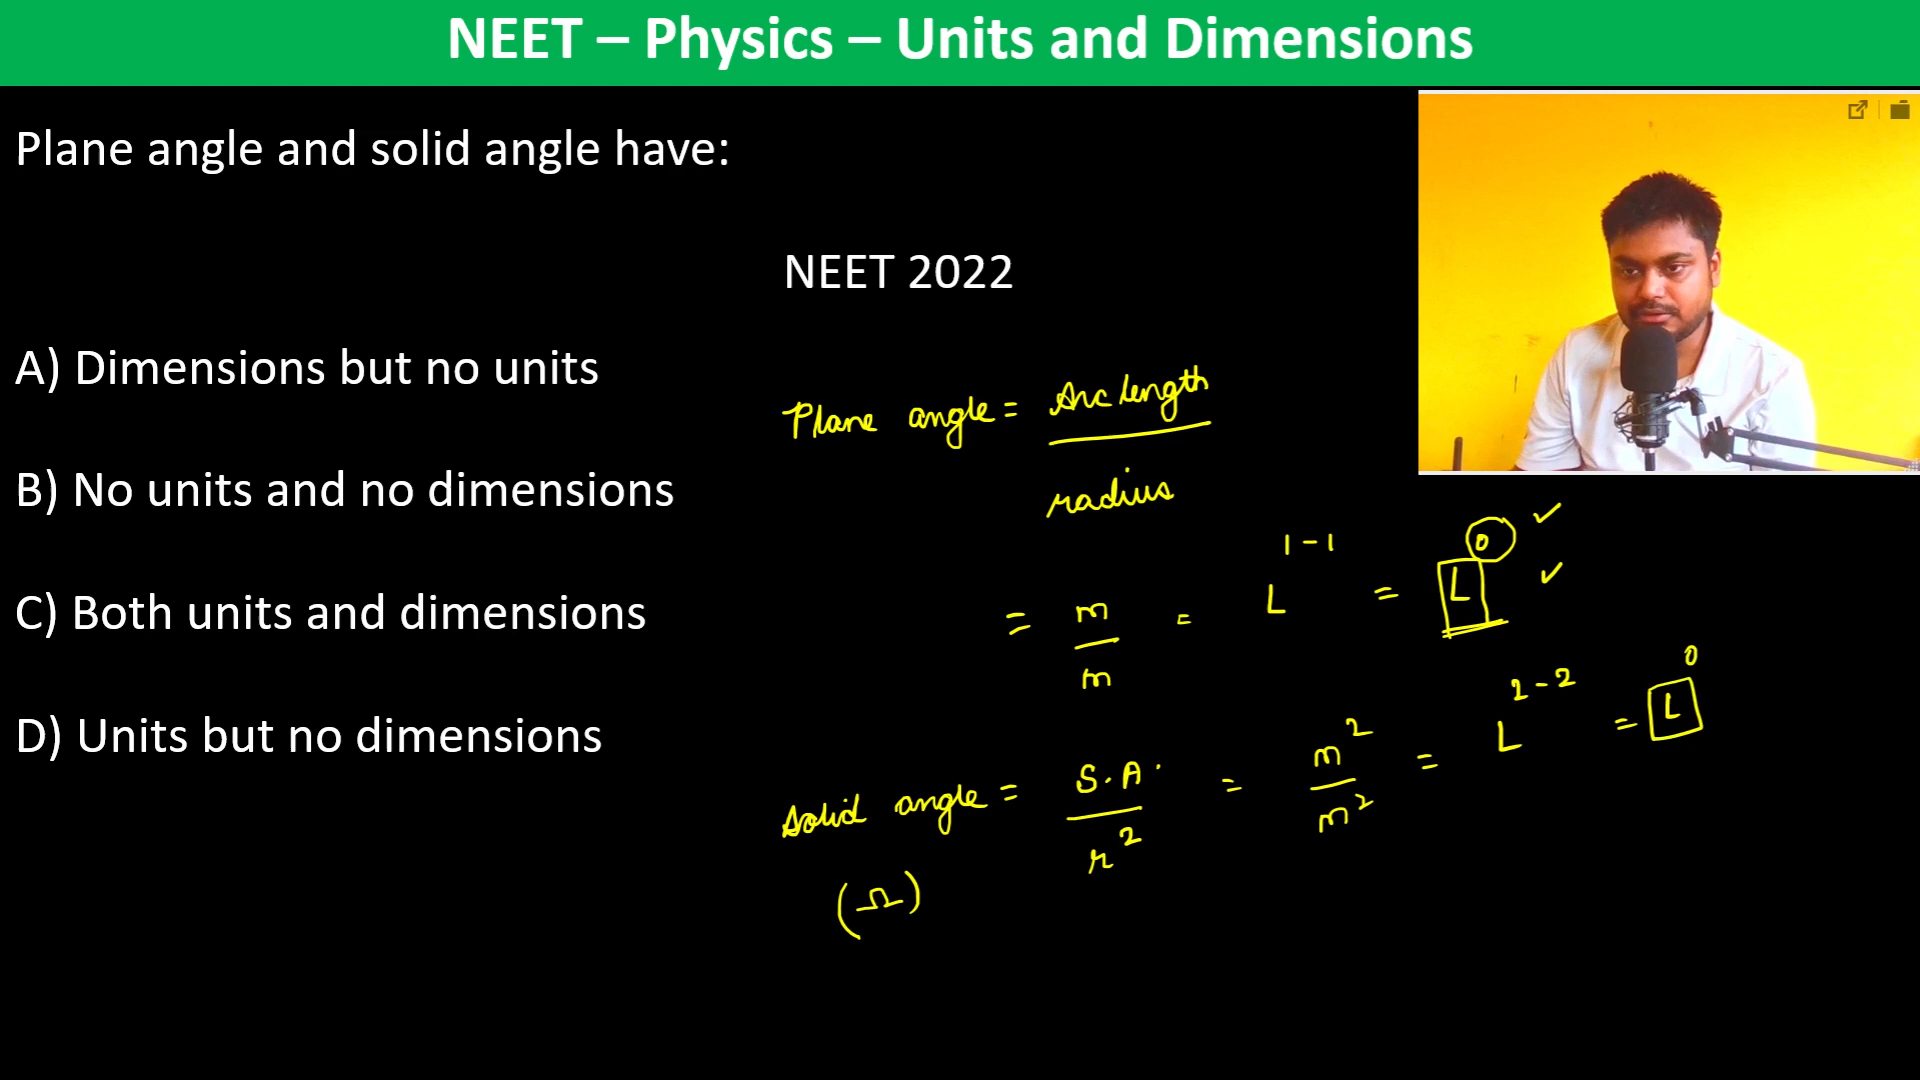 NEET – Physics – Units and Dimensions
Plane angle and solid angle have:
NEET 2022
A) Dimensions but no units
B) No units and no dimensions
C) Both units and dimensions
D) Units but no dimensions
Plane angle = Arc length
radius
= m / m = L^1-1 = L^0
Solid angle = S.A. / r^2 = m^2 / m^2 = L^2-2 = L^0
(Ω)